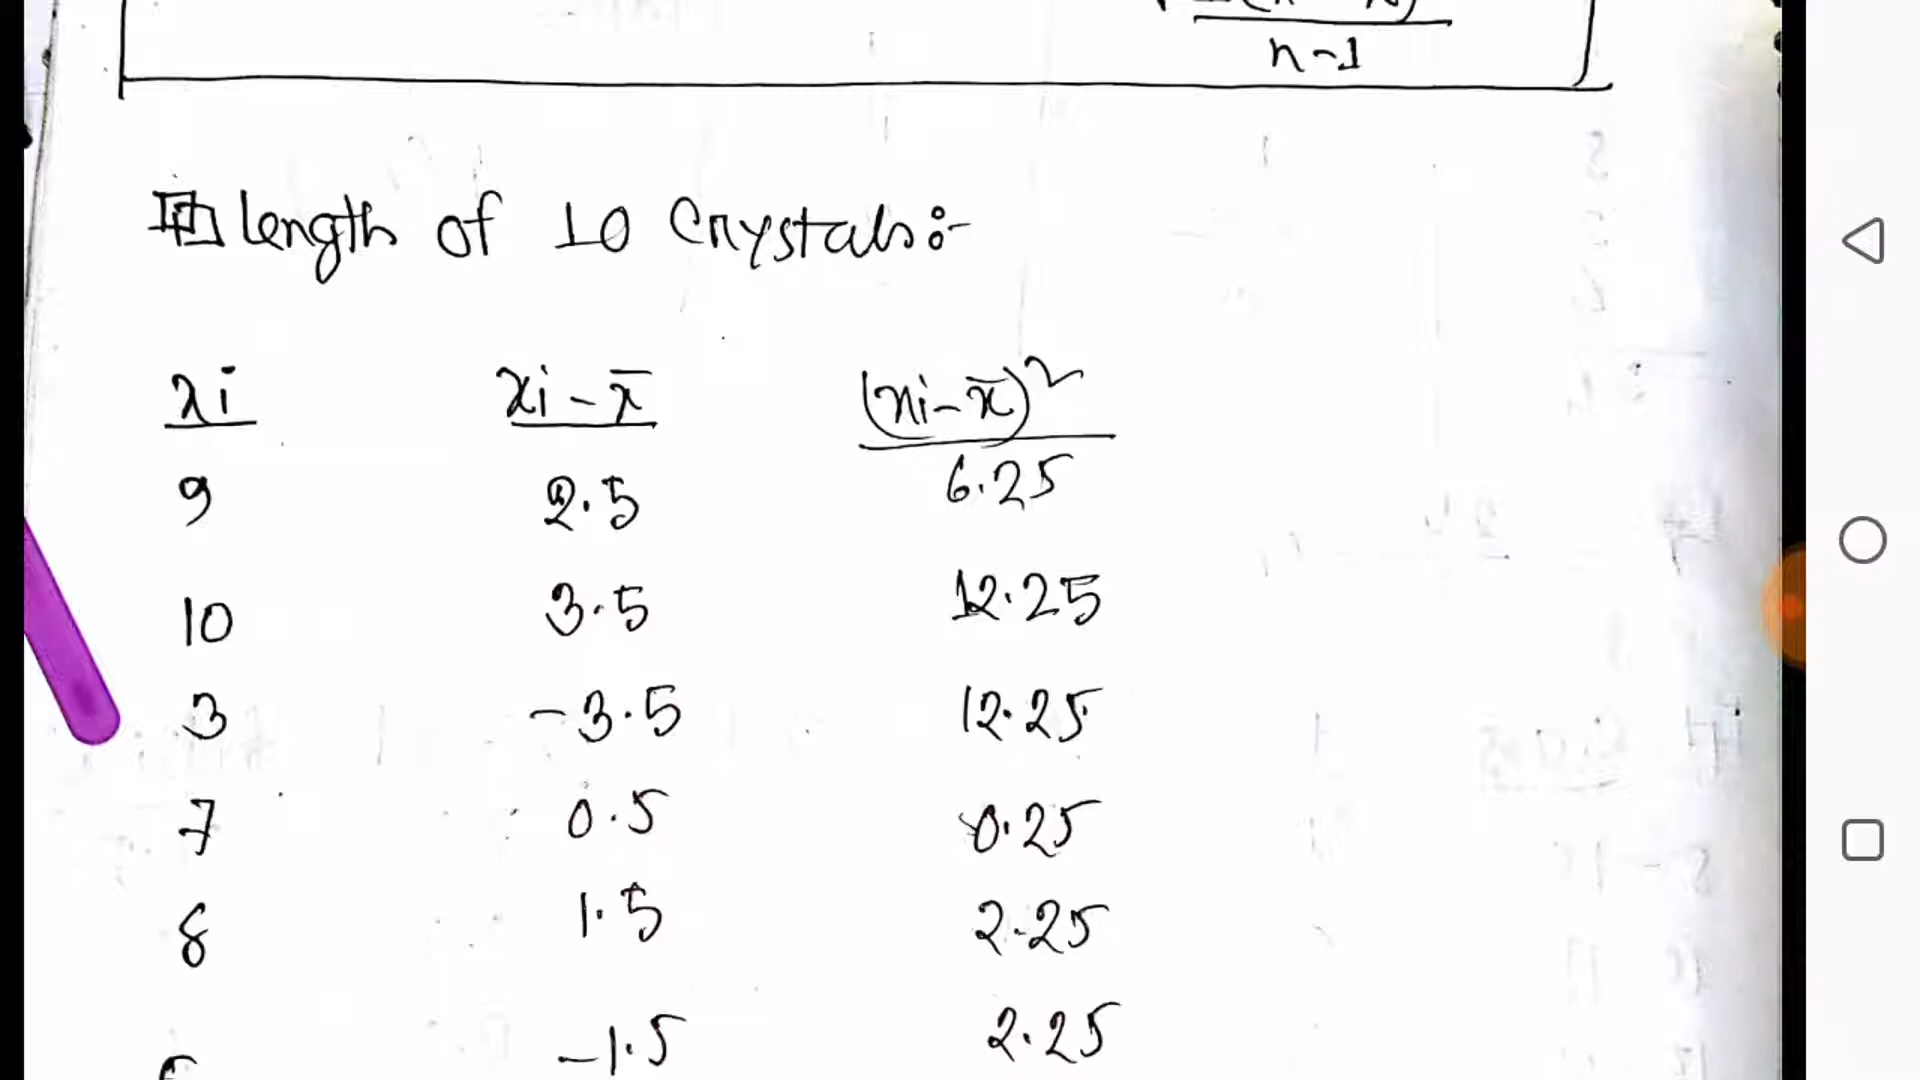 n-1
length of 10 Crystals:-
xi xi - x̄ (xi - x̄)²
9 2.5 6.25
10 3.5 12.25
3 -3.5 12.25
7 0.5 0.25
8 1.5 2.25
-1.5 2.25